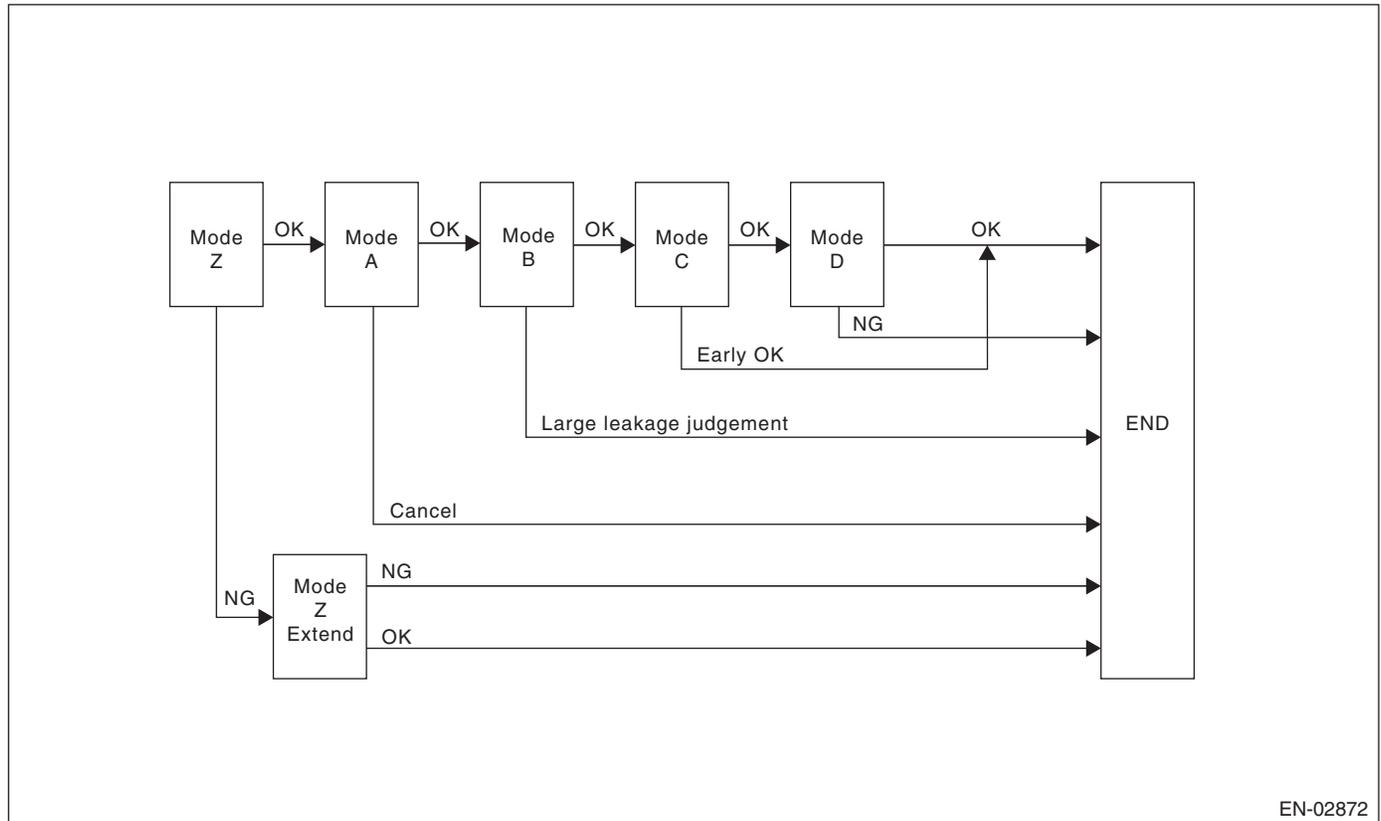 Mode
Z
OK
Mode
A
OK
Mode
B
OK
Mode
C
OK
Mode
D
OK
NG
Early OK
Large leakage judgement
END
Cancel
NG
Mode
Z
Extend
NG
OK
EN-02872